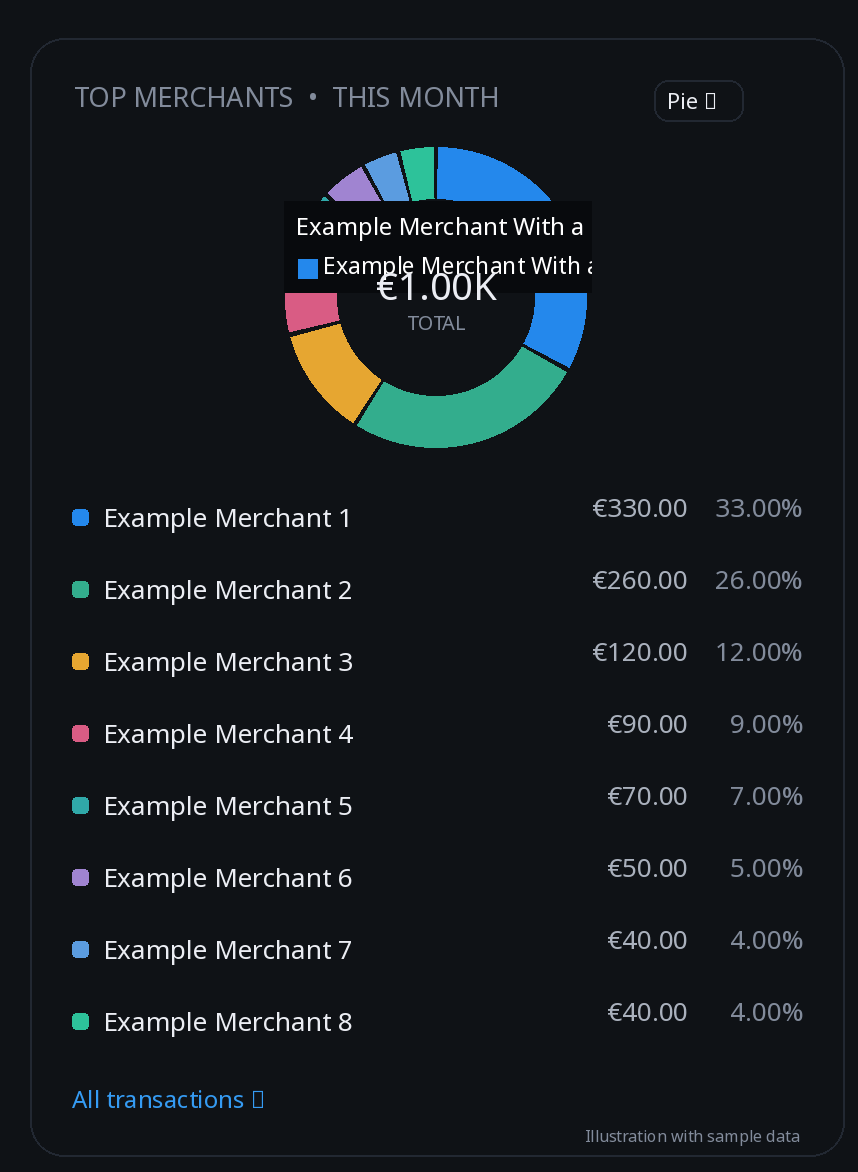 TOP MERCHANTS • THIS MONTH
Pie
Example Merchant With a
Example Merchant With a
€1.00K
TOTAL
Example Merchant 1 €330.00 33.00%
Example Merchant 2 €260.00 26.00%
Example Merchant 3 €120.00 12.00%
Example Merchant 4 €90.00 9.00%
Example Merchant 5 €70.00 7.00%
Example Merchant 6 €50.00 5.00%
Example Merchant 7 €40.00 4.00%
Example Merchant 8 €40.00 4.00%
All transactions
Illustration with sample data